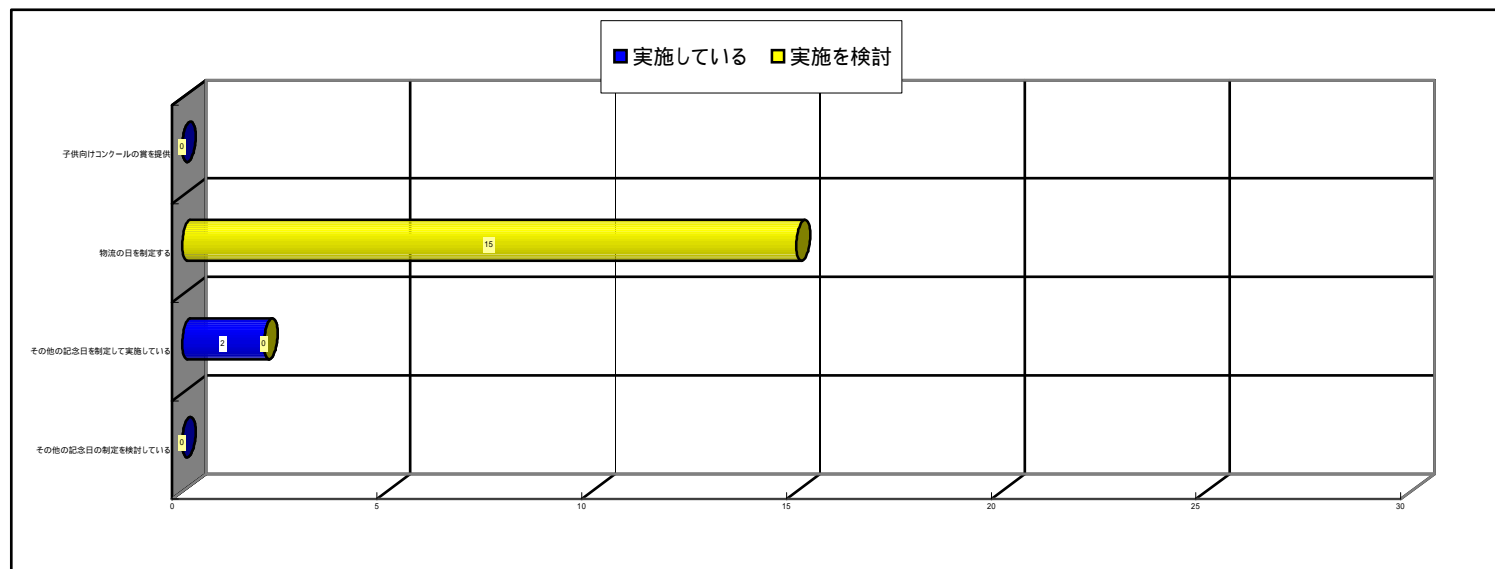 実施している 実施を検討
子供向けコンクールの賞を提供
0
物流の日を制定する
15
その他の記念日を制定して実施している
2 0
その他の記念日の制定を検討している
0
0 5 10 15 20 25 30